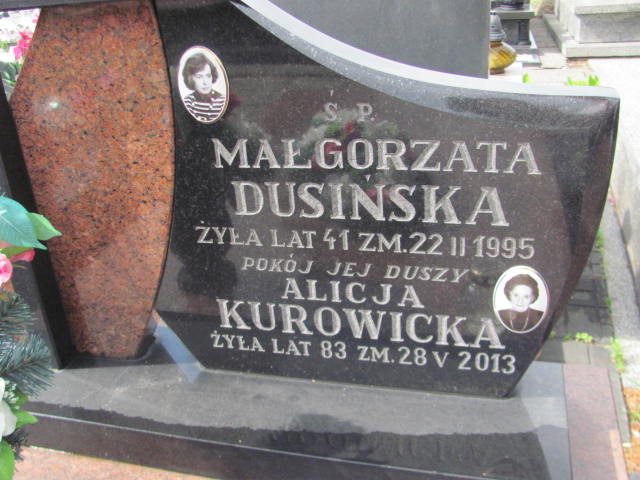 Ś. P.
MAŁGORZATA
DUSIŃSKA
ŻYŁA LAT 41 ZM. 22 II 1995
POKÓJ JEJ DUSZY
ALICJA
KUROWICKA
ŻYŁA LAT 83 ZM. 28 V 2013